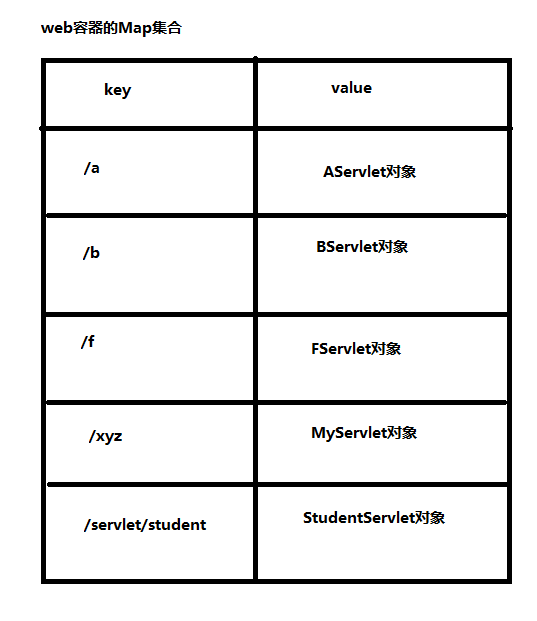 web容器的Map集合
key
value
/a
AServlet对象
/b
BServlet对象
/f
FServlet对象
/xyz
MyServlet对象
/servlet/student
StudentServlet对象